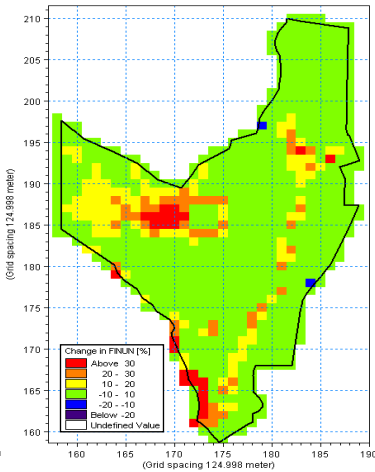 210
205
200
195
190
185
180
175
170
165
160
(Grid spacing 124.998 meter)
Change in FINUN [%]
Above 30
20 - 30
10 - 20
-10 - 10
-20 - -10
Below -20
Undefined Value
160 165 170 175 180 185 190
(Grid spacing 124.998 meter)